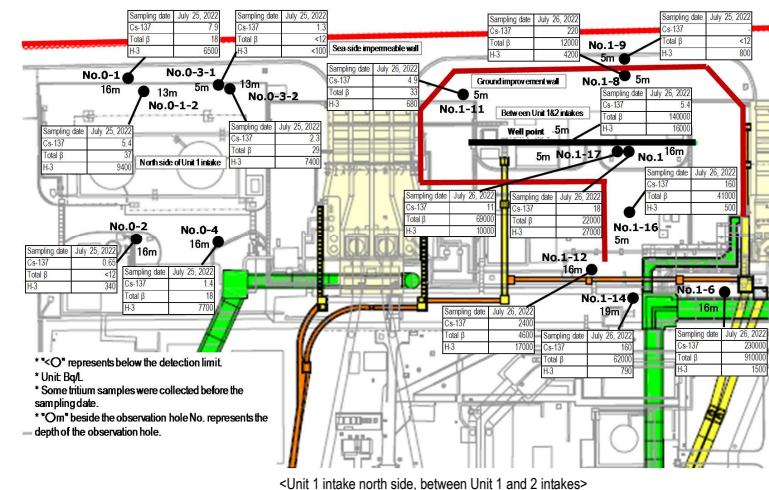 Sampling date July 25, 2022
Cs-137 7.9
Total β 18
H-3 6500
Sampling date July 25, 2022
Cs-137 1.3
Total β <12
H-3 <100
Sea-side impermeable wall
Sampling date July 26, 2022
Cs-137 220
Total β 12000
H-3 4200
Sampling date July 25, 2022
Cs-137 -
Total β <12
H-3 800
No.1-9
5m
No.1-8 5m
No.0-1
16m
13m
No.0-1-2
No.0-3-1
5m
13m
No.0-3-2
Sampling date July 26, 2022
Cs-137 4.9
Total β 33
H-3 680
5m
No.1-11
Ground improvement wall
Between Unit 1&2 intakes
Sampling date July 26, 2022
Cs-137 5.4
Total β 140000
H-3 16000
Well point 5m
Sampling date July 25, 2022
Cs-137 5.4
Total β 37
H-3 9400
North side of Unit 1 intake
Sampling date July 25, 2022
Cs-137 2.3
Total β 29
H-3 7400
5m No.1-17
No.1 16m
Sampling date July 26, 2022
Cs-137 160
Total β 41000
H-3 500
Sampling date July 26, 2022
Cs-137 11
Total β 69000
H-3 10000
Sampling date July 26, 2022
Cs-137 18
Total β 22000
H-3 27000
No.1-16
5m
No.0-2
16m
No.0-4
16m
Sampling date July 25, 2022
Cs-137 0.65
Total β <12
H-3 340
Sampling date July 25, 2022
Cs-137 1.4
Total β 18
H-3 7700
No.1-12
16m
No.1-14
19m
No.1-6
16m
Sampling date July 26, 2022
Cs-137 2400
Total β 4600
H-3 17000
Sampling date July 26, 2022
Cs-137 160
Total β 62000
H-3 790
Sampling date July 26, 2022
Cs-137 230000
Total β 910000
H-3 1500
* "<O" represents below the detection limit.
* Unit: Bq/L
* Some tritium samples were collected before the
sampling date.
* "Om" beside the observation hole No. represents the
depth of the observation hole.
<Unit 1 intake north side, between Unit 1 and 2 intakes>